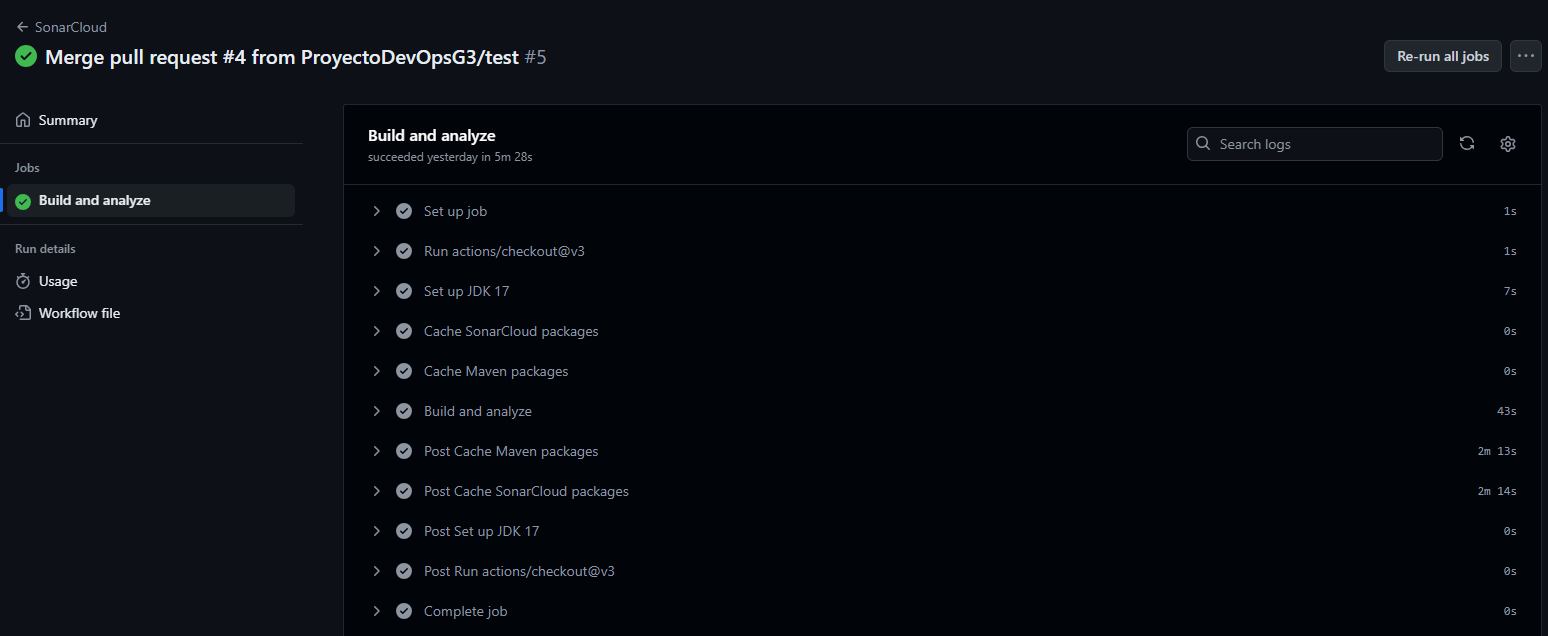 SonarCloud
Merge pull request #4 from ProyectoDevOpsG3/test #5
Re-run all jobs
Summary
Jobs
Build and analyze
Run details
Usage
Workflow file
Build and analyze
succeeded yesterday in 5m 28s
Search logs
Set up job 1s
Run actions/checkout@v3 1s
Set up JDK 17 7s
Cache SonarCloud packages 0s
Cache Maven packages 0s
Build and analyze 43s
Post Cache Maven packages 2m 13s
Post Cache SonarCloud packages 2m 14s
Post Set up JDK 17 0s
Post Run actions/checkout@v3 0s
Complete job 0s